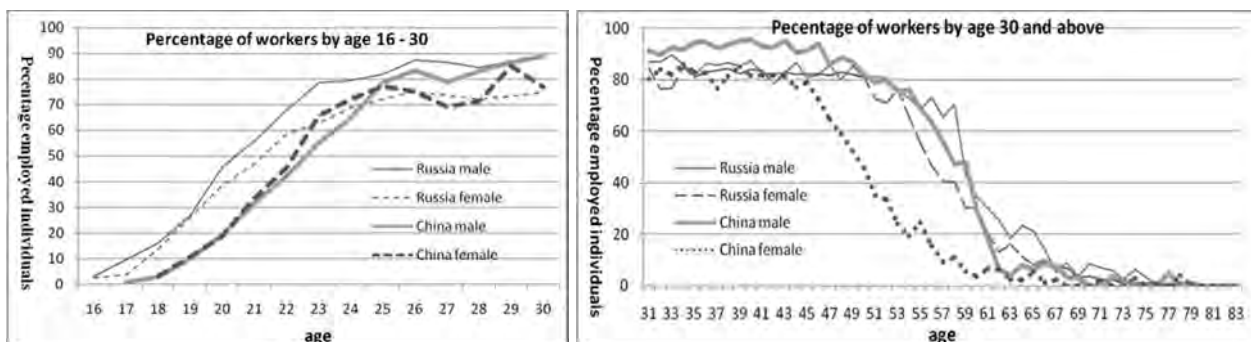 Percentage of workers by age 16 - 30
Pecentage employed individuals
100
90
80
70
60
50
40
30
20
10
0
Russia male
Russia female
China male
China female
16 17 18 19 20 21 22 23 24 25 26 27 28 29 30
age
Pecentage of workers by age 30 and above
Pecentage employed individuals
100
80
60
40
20
0
Russia male
Russia female
China male
China female
31 33 35 37 39 41 43 45 47 49 51 53 55 57 59 61 63 65 67 69 71 73 75 77 79 81 83
age